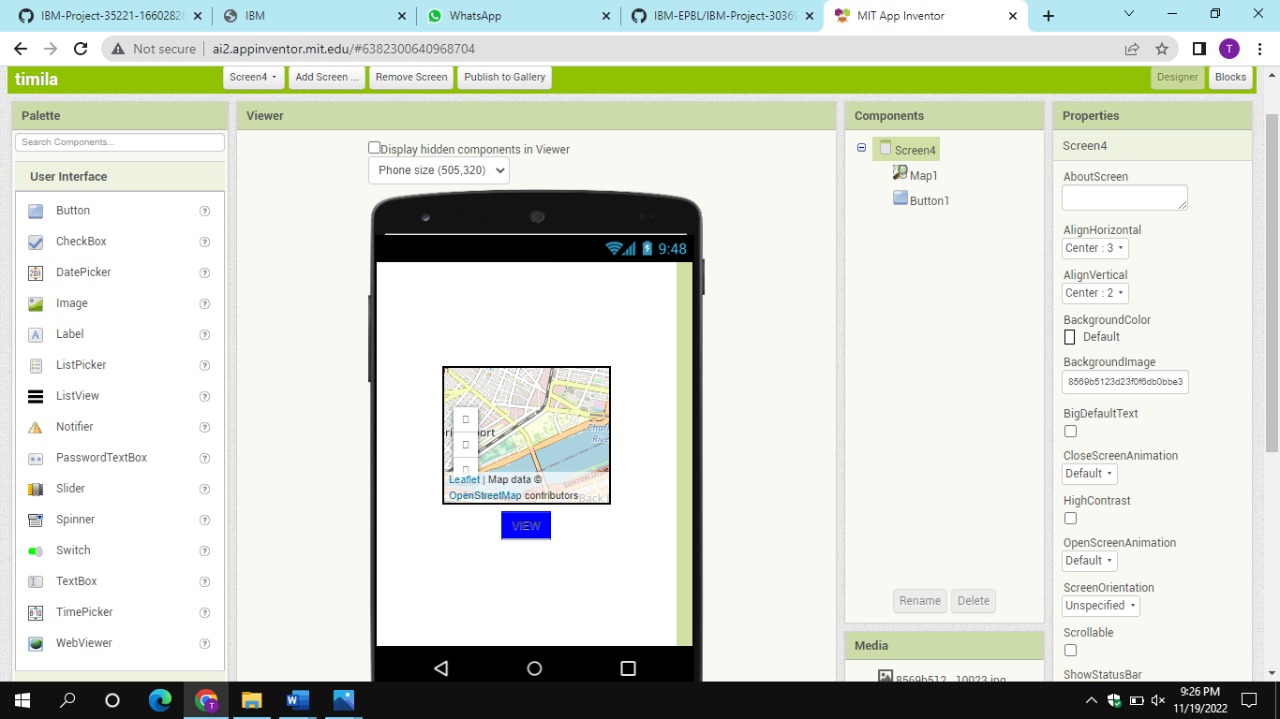 IBM-Project-35221-16602828
IBM
WhatsApp
IBM-EPBL/IBM-Project-3036
MIT App Inventor
Not secure | ai2.appinventor.mit.edu/#6382300640968704
T
timila
Screen4
Add Screen ...
Remove Screen
Publish to Gallery
Designer
Blocks
Palette
Viewer
Components
Properties
Search Components...
User Interface
Button
CheckBox
DatePicker
Image
Label
ListPicker
ListView
Notifier
PasswordTextBox
Slider
Spinner
Switch
TextBox
TimePicker
WebViewer
Display hidden components in Viewer
Phone size (505,320)
9:48
Leaflet | Map data ©
OpenStreetMap contributors
VIEW
Screen4
Map1
Button1
Rename
Delete
Media
8569b512...10023.jpg
Screen4
AboutScreen
AlignHorizontal
Center : 3
AlignVertical
Center : 2
BackgroundColor
Default
BackgroundImage
8569b5123d23f0f6db0bbe3
BigDefaultText
CloseScreenAnimation
Default
HighContrast
OpenScreenAnimation
Default
ScreenOrientation
Unspecified
Scrollable
ShowStatusBar
9:26 PM
11/19/2022